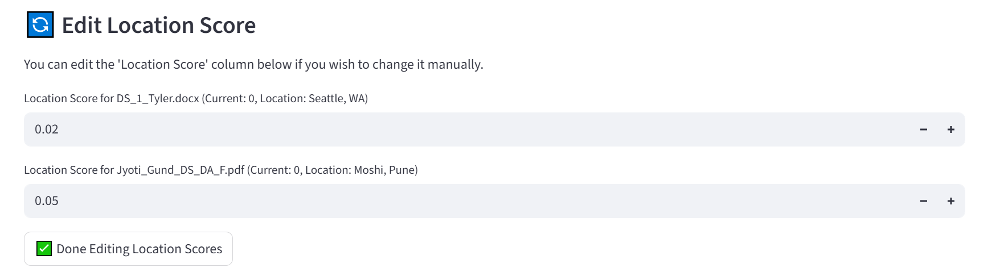 Edit Location Score
You can edit the 'Location Score' column below if you wish to change it manually.
Location Score for DS_1_Tyler.docx (Current: 0, Location: Seattle, WA)
0.02
Location Score for Jyoti_Gund_DS_DA_F.pdf (Current: 0, Location: Moshi, Pune)
0.05
Done Editing Location Scores